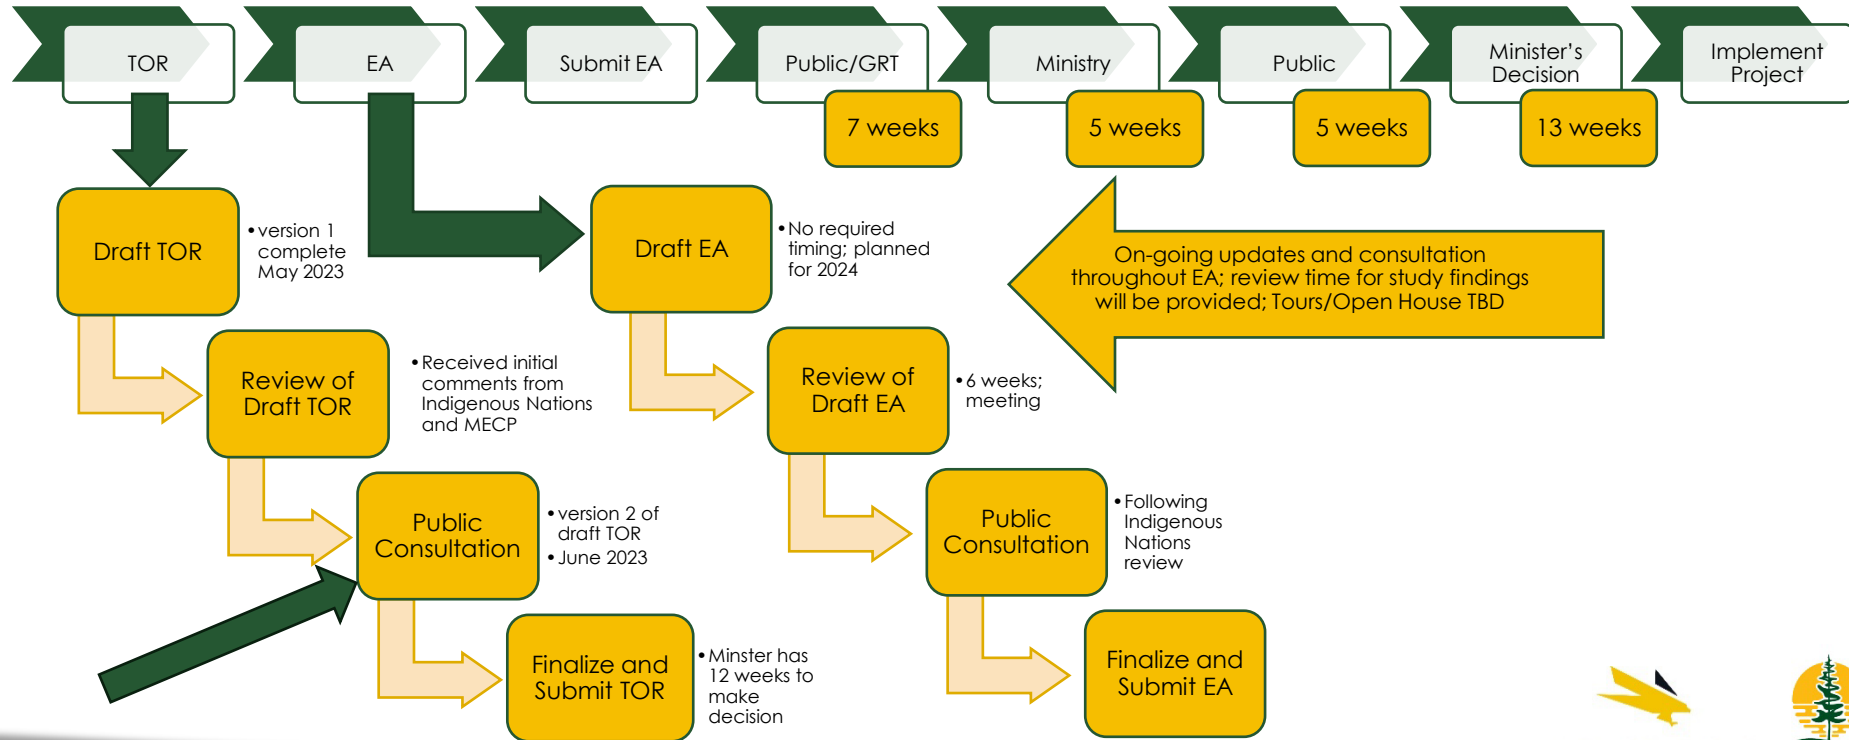 TOR
EA
Submit EA
Public/GRT
Ministry
Public
Minister's
Decision
Implement
Project
7 weeks
5 weeks
5 weeks
13 weeks
Draft TOR
•version 1
complete
May 2023
Draft EA
•No required
timing; planned
for 2024
On-going updates and consultation
throughout EA; review time for study findings
will be provided; Tours/Open House TBD
Review of
Draft TOR
•Received initial
comments from
Indigenous Nations
and MECP
Review of
Draft EA
•6 weeks;
meeting
Public
Consultation
•version 2 of
draft TOR
•June 2023
Public
Consultation
•Following
Indigenous
Nations
review
Finalize and
Submit TOR
•Minster has
12 weeks to
make
decision
Finalize and
Submit EA